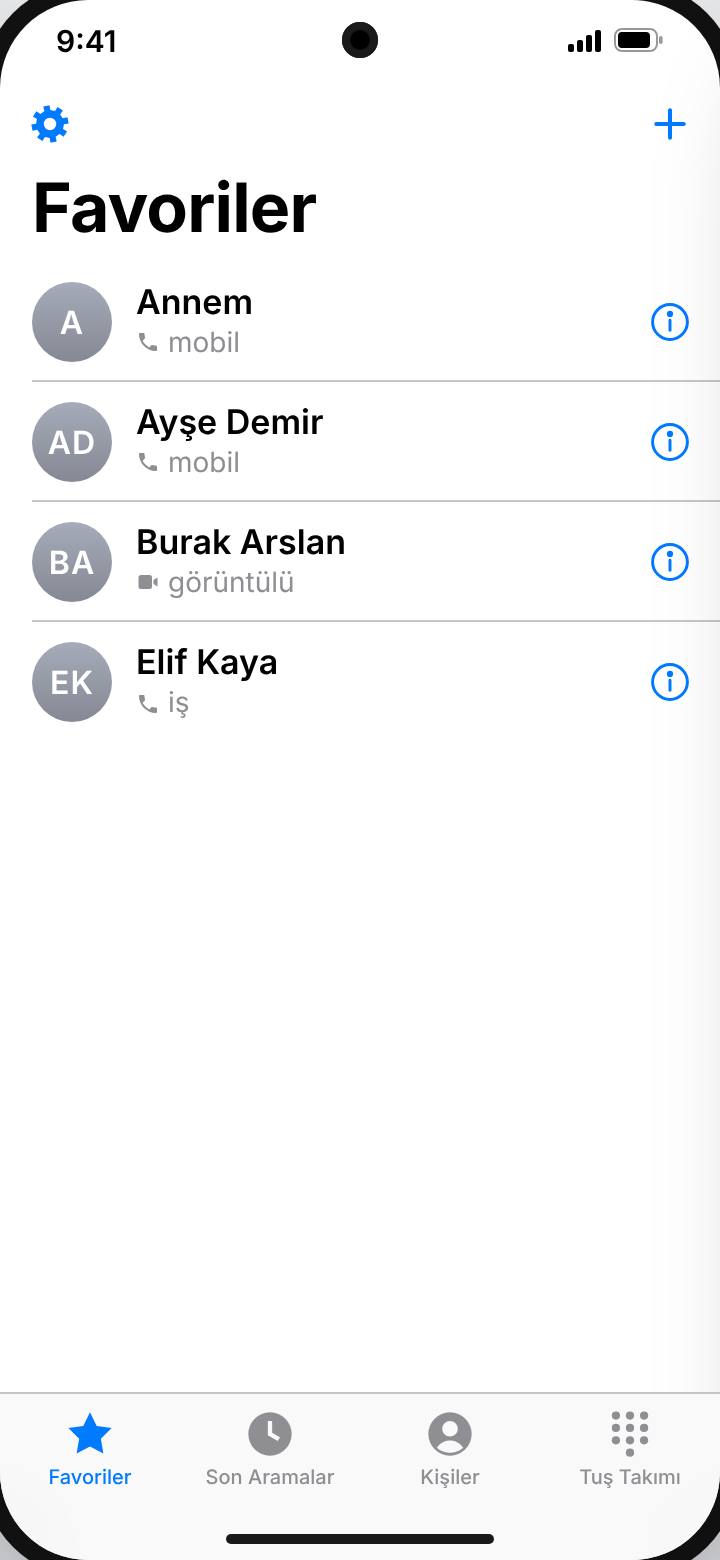 9:41
Favoriler
A
Annem
mobil
AD
Ayşe Demir
mobil
BA
Burak Arslan
görüntülü
EK
Elif Kaya
iş
Favoriler
Son Aramalar
Kişiler
Tuş Takımı